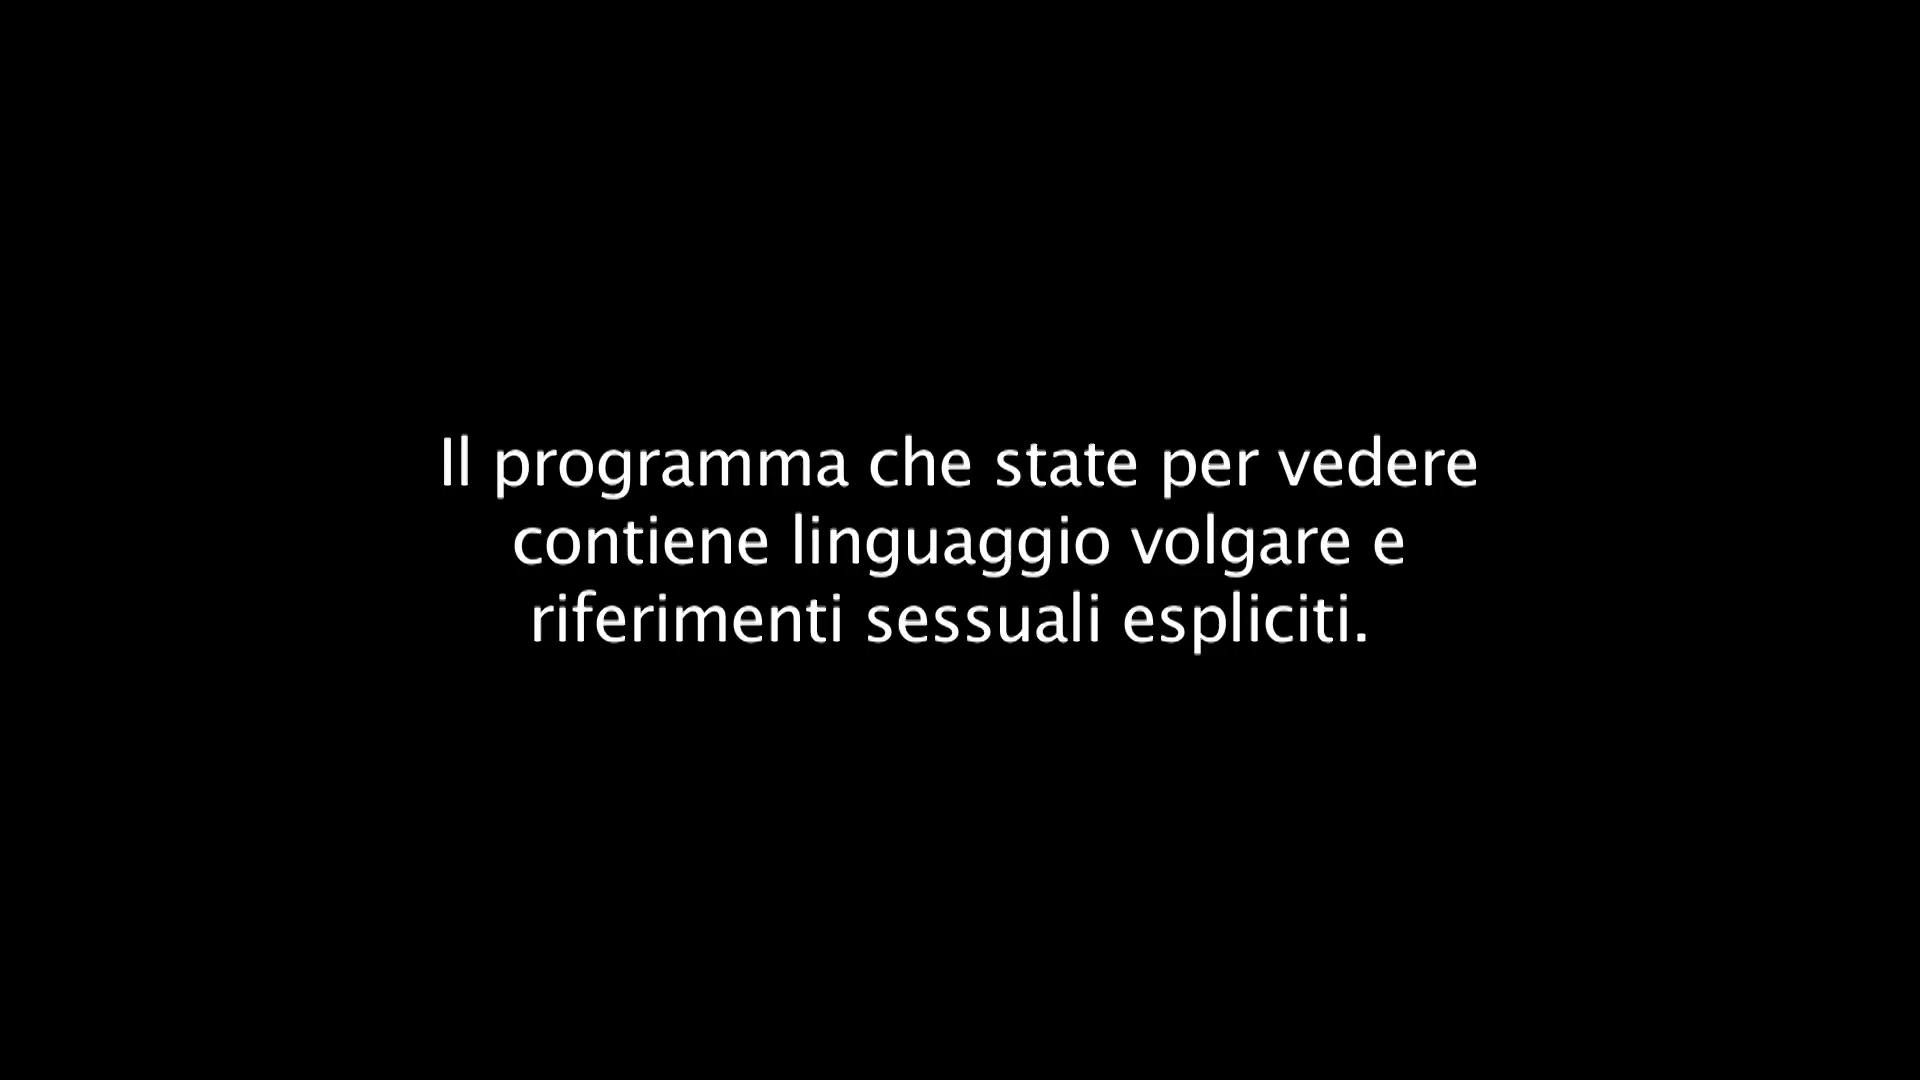 Il programma che state per vedere
contiene linguaggio volgare e
riferimenti sessuali espliciti.